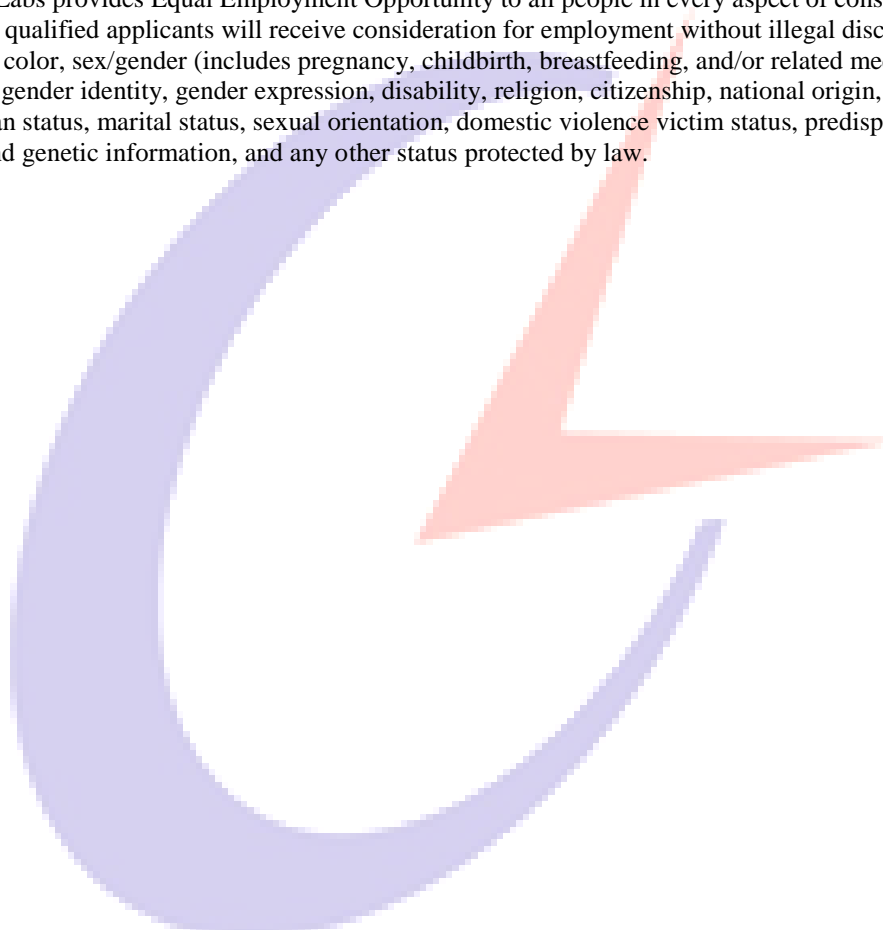 Labs provides Equal Employment Opportunity to all people in every aspect of cons
qualified applicants will receive consideration for employment without illegal disc
color, sex/gender (includes pregnancy, childbirth, breastfeeding, and/or related me
gender identity, gender expression, disability, religion, citizenship, national origin,
an status, marital status, sexual orientation, domestic violence victim status, predisp
nd genetic information, and any other status protected by law.